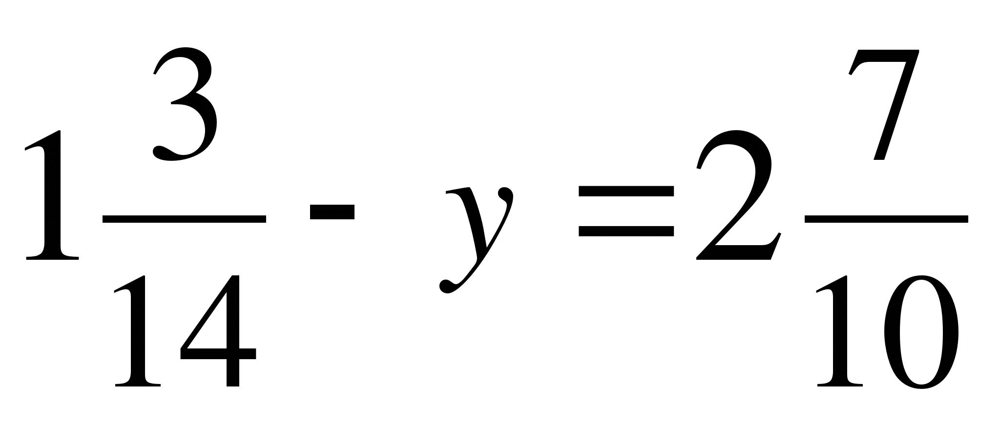 1 3/14 - y = 2 7/10